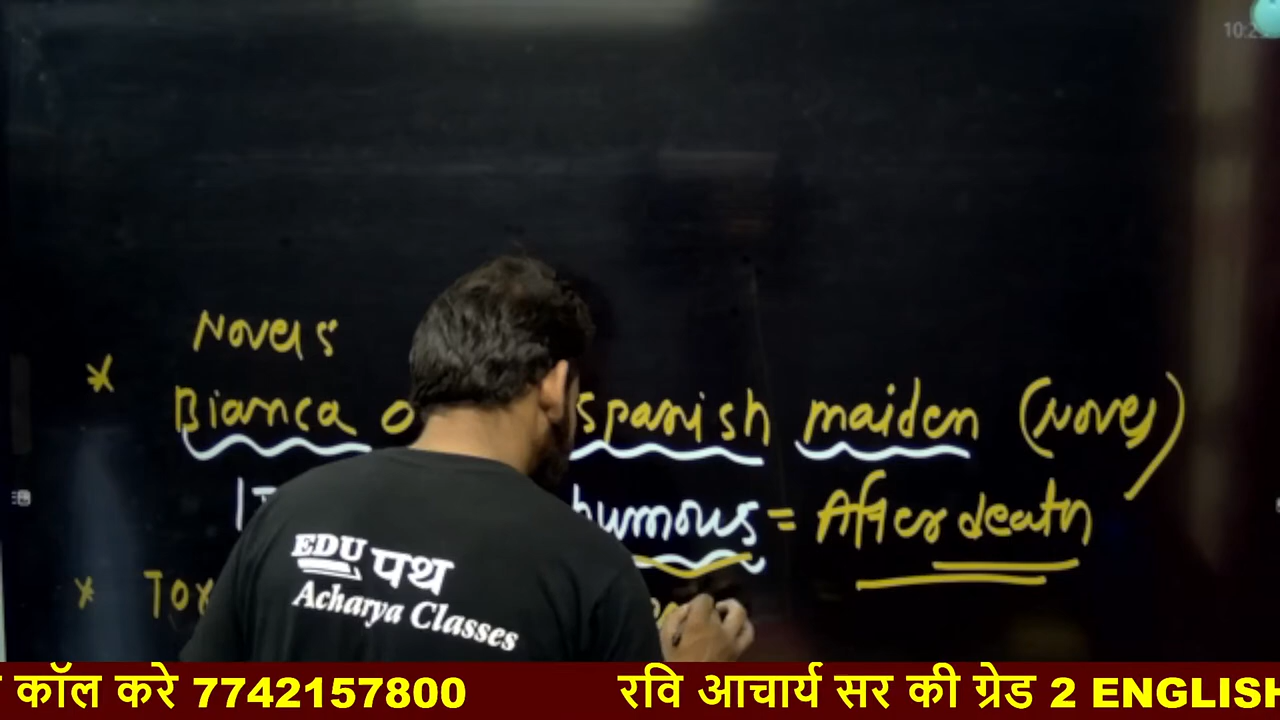 10:2
Novels
Bianca o spanish maiden (Novel)
humous = After death
Tox
EDU पथ
Acharya Classes
कॉल करे 7742157800 रवि आचार्य सर की ग्रेड 2 ENGLISH